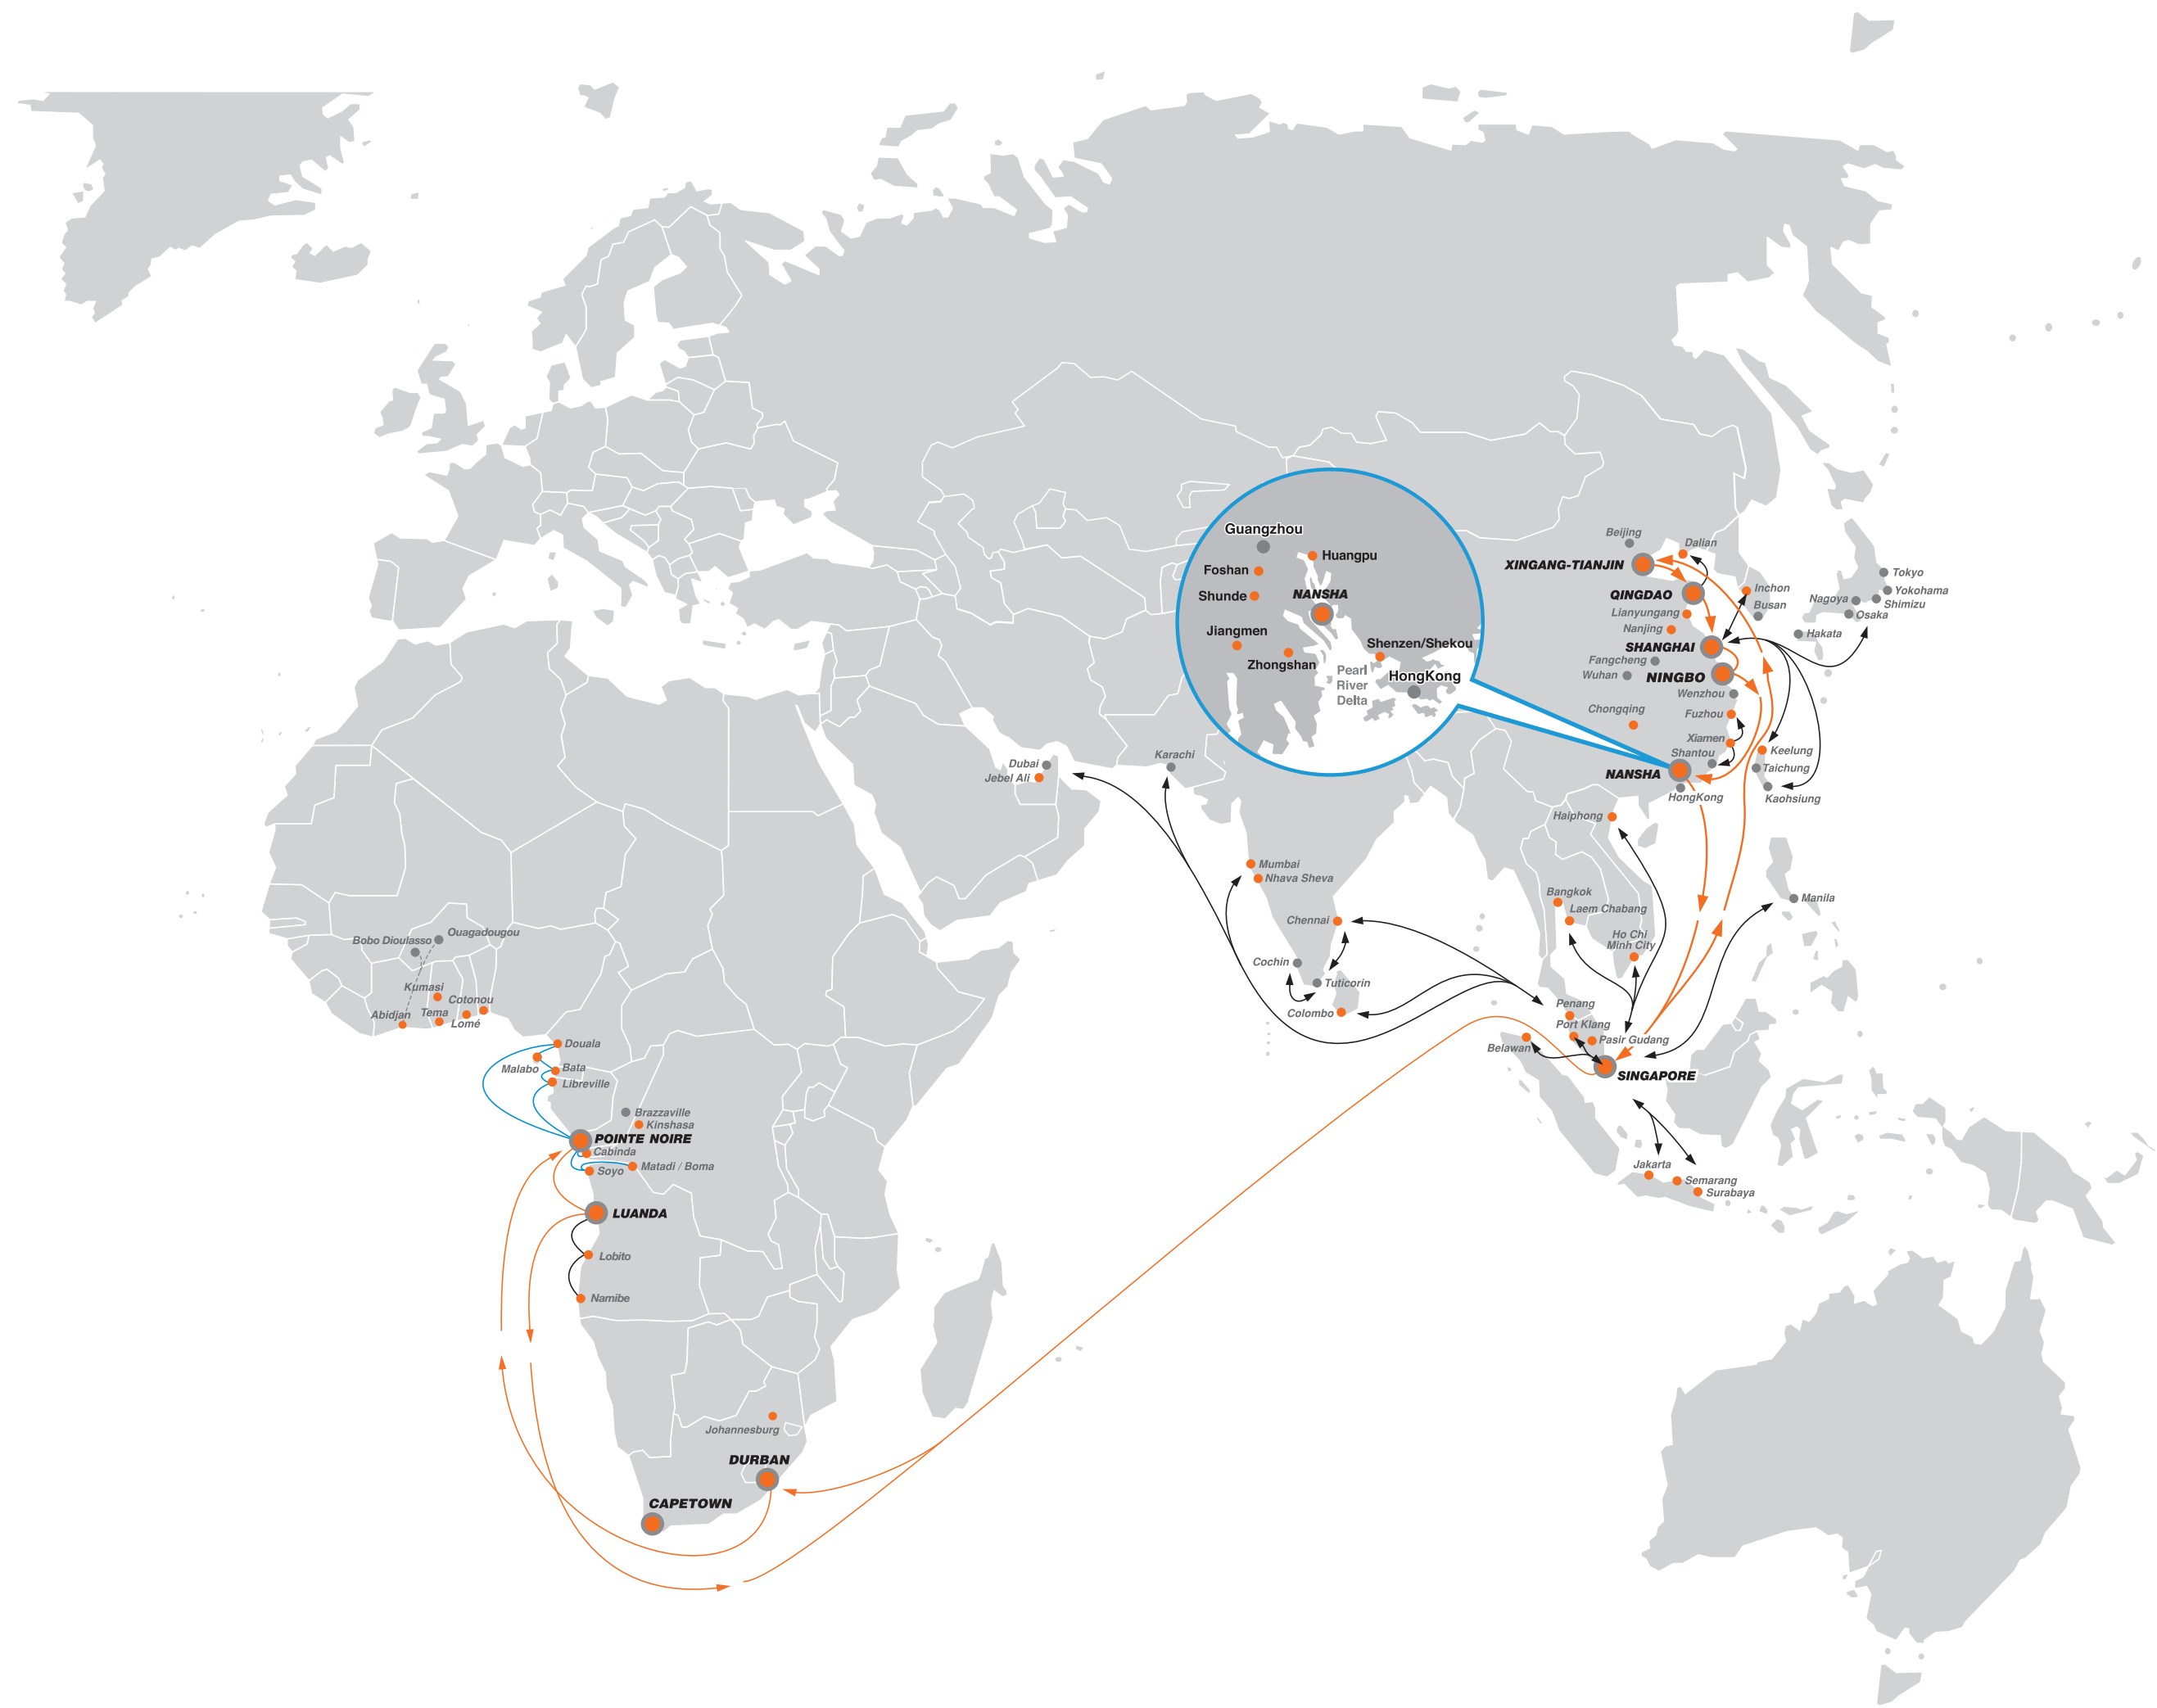 Guangzhou
Huangpu
Foshan
Shunde
NANSHA
Jiangmen
Zhongshan
Shenzen/Shekou
Pearl
River
Delta
HongKong
Beijing
Dalian
XINGANG-TIANJIN
QINGDAO
Inchon
Busan
Lianyungang
Nanjing
SHANGHAI
Fangcheng
Wuhan
NINGBO
Wenzhou
Chongqing
Fuzhou
Xiamen
Shantou
NANSHA
HongKong
Tokyo
Yokohama
Nagoya
Shimizu
Osaka
Hakata
Keelung
Taichung
Kaohsiung
Dubai
Jebel Ali
Karachi
Mumbai
Nhava Sheva
Chennai
Cochin
Tuticorin
Colombo
Haiphong
Bangkok
Laem Chabang
Ho Chi
Minh City
Manila
Penang
Port Klang
Pasir Gudang
Belawan
SINGAPORE
Jakarta
Semarang
Surabaya
Bobo Dioulasso
Ouagadougou
Kumasi
Cotonou
Abidjan
Tema
Lomé
Douala
Malabo
Bata
Libreville
Brazzaville
Kinshasa
POINTE NOIRE
Cabinda
Soyo
Matadi / Boma
LUANDA
Lobito
Namibe
Johannesburg
DURBAN
CAPETOWN